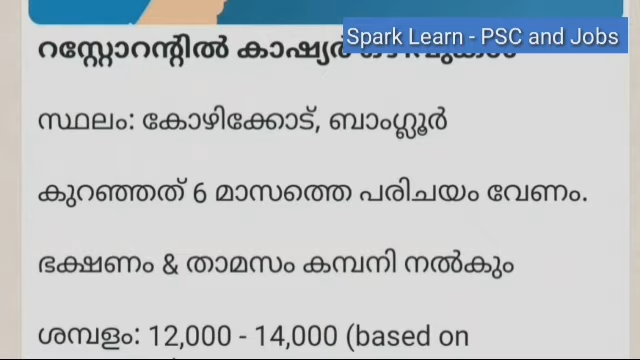 Spark Learn - PSC and Jobs
റസ്റ്റോറന്റിൽ കാഷ്യർ
സ്ഥലം: കോഴിക്കോട്, ബാംഗ്ലൂർ
കുറഞ്ഞത് 6 മാസത്തെ പരിചയം വേണം.
ഭക്ഷണം & താമസം കമ്പനി നൽകും
ശമ്പളം: 12,000 - 14,000 (based on